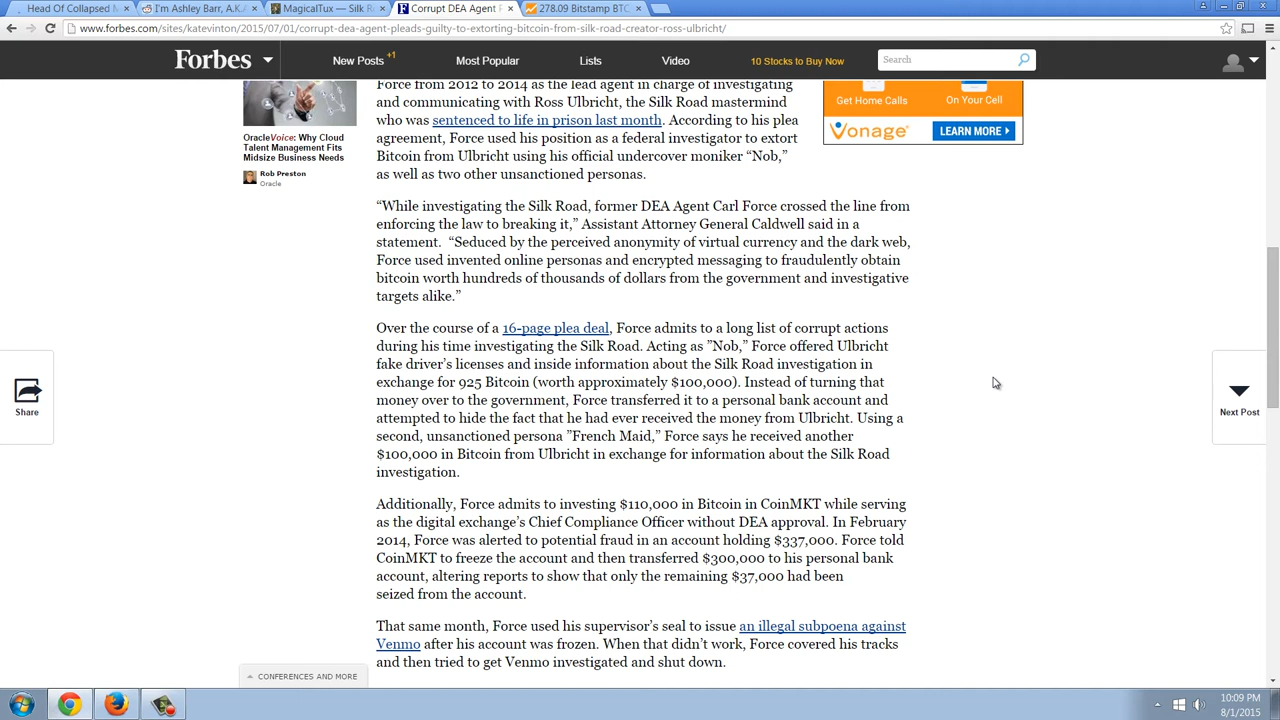 Head Of Collapsed M
I'm Ashley Barr, A.K.A
MagicalTux — Silk R
Corrupt DEA Agent P
278.09 Bitstamp BTC
www.forbes.com/sites/katevinton/2015/07/01/corrupt-dea-agent-pleads-guilty-to-extorting-bitcoin-from-silk-road-creator-ross-ulbricht/
Forbes
New Posts +1
Most Popular
Lists
Video
10 Stocks to Buy Now
Search
OracleVoice: Why Cloud
Talent Management Fits
Midsize Business Needs
Rob Preston
Oracle
Force from 2012 to 2014 as the lead agent in charge of investigating
and communicating with Ross Ulbricht, the Silk Road mastermind
who was sentenced to life in prison last month. According to his plea
agreement, Force used his position as a federal investigator to extort
Bitcoin from Ulbricht using his official undercover moniker “Nob,”
as well as two other unsanctioned personas.
Get Home Calls
On Your Cell
Vonage
LEARN MORE
“While investigating the Silk Road, former DEA Agent Carl Force crossed the line from
enforcing the law to breaking it,” Assistant Attorney General Caldwell said in a
statement.  “Seduced by the perceived anonymity of virtual currency and the dark web,
Force used invented online personas and encrypted messaging to fraudulently obtain
bitcoin worth hundreds of thousands of dollars from the government and investigative
targets alike.”
Over the course of a 16-page plea deal, Force admits to a long list of corrupt actions
during his time investigating the Silk Road. Acting as ”Nob,” Force offered Ulbricht
fake driver’s licenses and inside information about the Silk Road investigation in
exchange for 925 Bitcoin (worth approximately $100,000). Instead of turning that
money over to the government, Force transferred it to a personal bank account and
attempted to hide the fact that he had ever received the money from Ulbricht. Using a
second, unsanctioned persona ”French Maid,” Force says he received another
$100,000 in Bitcoin from Ulbricht in exchange for information about the Silk Road
investigation.
Share
Next Post
Additionally, Force admits to investing $110,000 in Bitcoin in CoinMKT while serving
as the digital exchange’s Chief Compliance Officer without DEA approval. In February
2014, Force was alerted to potential fraud in an account holding $337,000. Force told
CoinMKT to freeze the account and then transferred $300,000 to his personal bank
account, altering reports to show that only the remaining $37,000 had been
seized from the account.
That same month, Force used his supervisor’s seal to issue an illegal subpoena against
Venmo after his account was frozen. When that didn’t work, Force covered his tracks
and then tried to get Venmo investigated and shut down.
CONFERENCES AND MORE
10:09 PM
8/1/2015